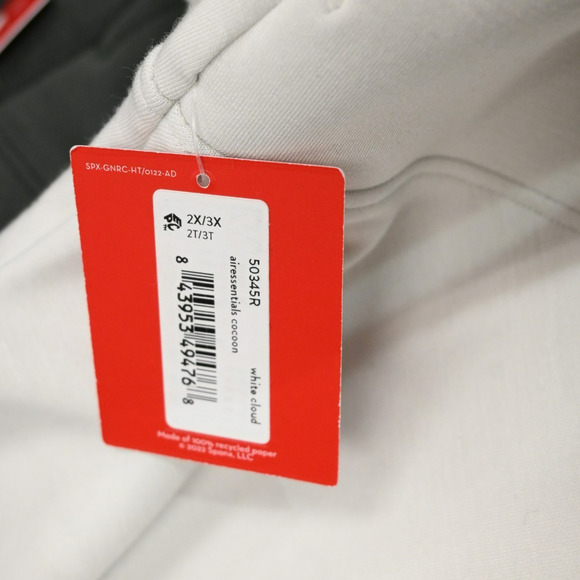 SPX-GNRC-HT/0122-AD
EPC
2X/3X
2T/3T
50345R
airessentials cocoon
white cloud
8 43953 49476 8
Made of 100% recycled paper
© 2022 Spanx, LLC